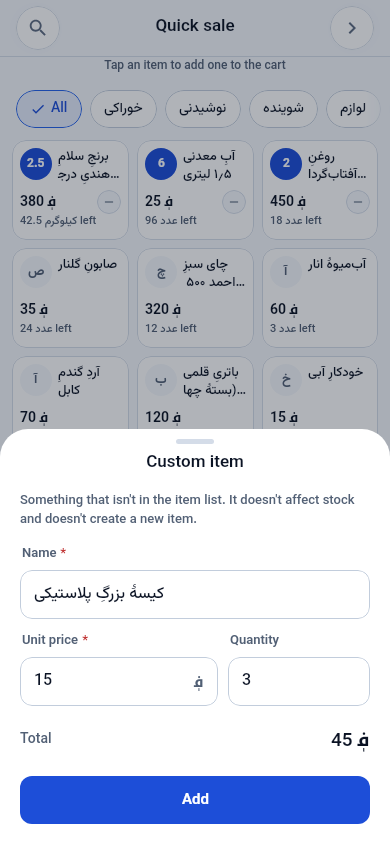 Quick sale
Tap an item to add one to the cart
All
خوراکی
نوشیدنی
شوینده
لوازم
2.5
برنج سلامِ
هندیِ درج...
380 ؋
42.5 کیلوگرم left
6
آبِ معدنی
۱٫۵ لیتری
25 ؋
96 عدد left
2
روغنِ
آفتاب‌گردا...
450 ؋
18 عدد left
ص
صابونِ گلنار
35 ؋
24 عدد left
چ
چای سبزِ
احمد ۵۰۰...
320 ؋
12 عدد left
آ
آب‌میوهٔ انار
60 ؋
3 عدد left
آ
آردِ گندمِ
کابل
70 ؋
ب
باتریِ قلمی
(بستهٔ چها...
120 ؋
خ
خودکارِ آبی
15 ؋
Custom item
Something that isn't in the item list. It doesn't affect stock
and doesn't create a new item.
Name *
کیسهٔ بزرگِ پلاستیکی
Unit price *
Quantity
15 ؋
3
Total
45 ؋
Add